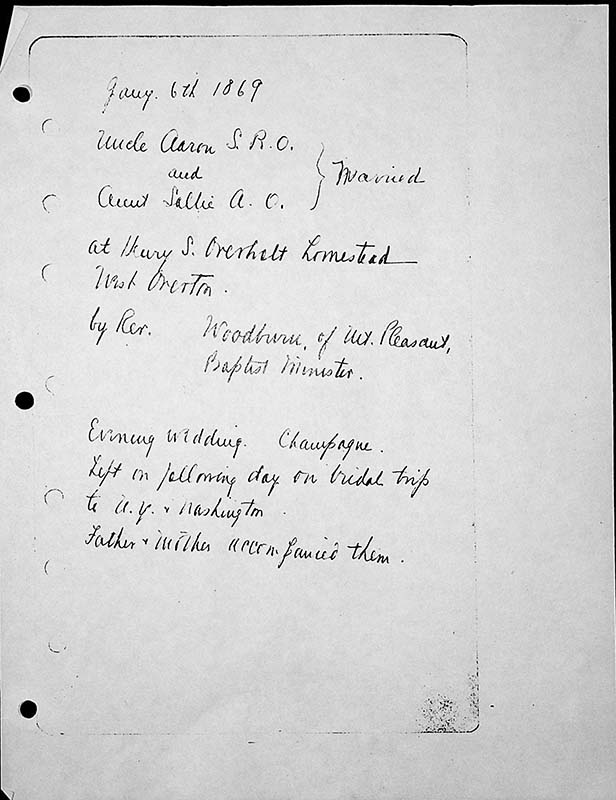 Jany. 6th 1869
Uncle Aaron S. R. O.
and
Aunt Sallie A. O.
} Married
at Henry S. Overholt homestead
West Overton.
by Rev. Woodburn, of Mt. Pleasant,
Baptist Minister.
Evening wedding. Champagne.
Left on following day on bridal trip
to N.Y. & Washington.
Father & Mother accompanied them.